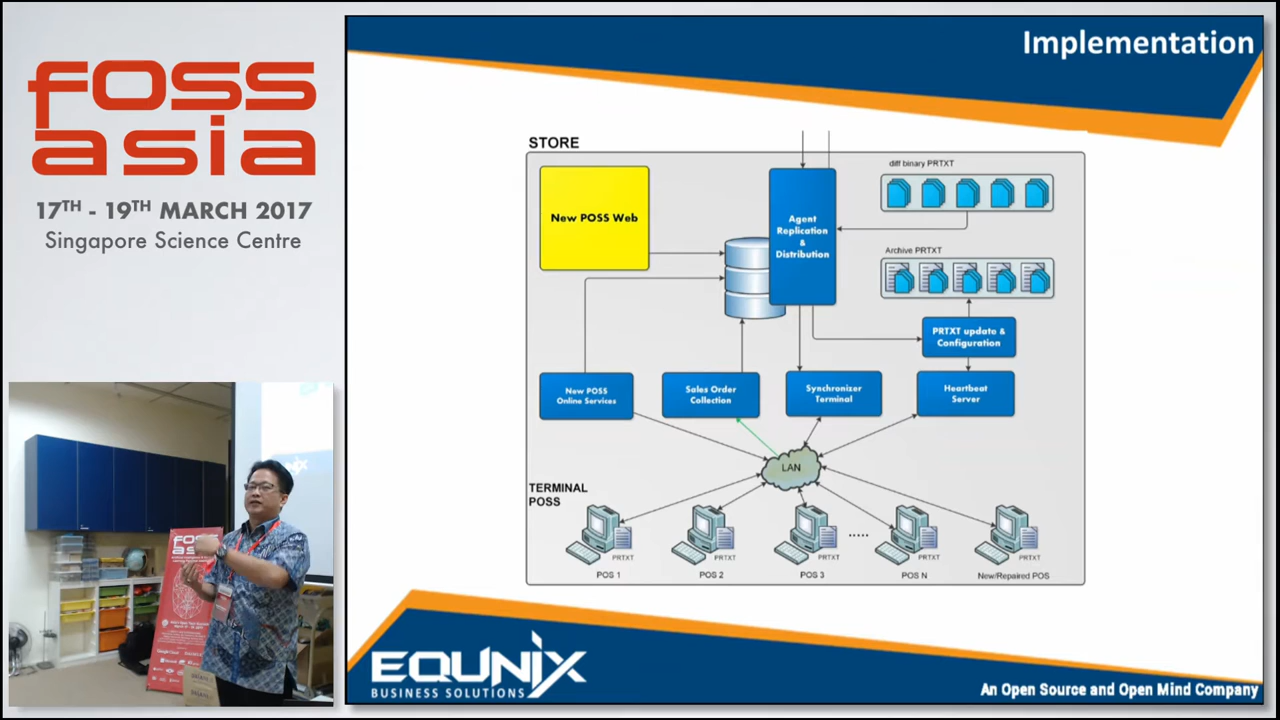 foss
asia
17TH - 19TH MARCH 2017
Singapore Science Centre
Implementation
STORE
New POSS Web
Agent
Replication
&
Distribution
diff binary PRTXT
Archive PRTXT
PRTXT update &
Configuration
New POSS
Online Services
Sales Order
Collection
Synchronizer
Terminal
Heartbeat
Server
LAN
TERMINAL
POSS
PRTXT
PRTXT
PRTXT
.....
PRTXT
PRTXT
POS 1
POS 2
POS 3
POS N
New/Repaired POS
EQUNIX
BUSINESS SOLUTIONS
An Open Source and Open Mind Company
UNIX
FOSS